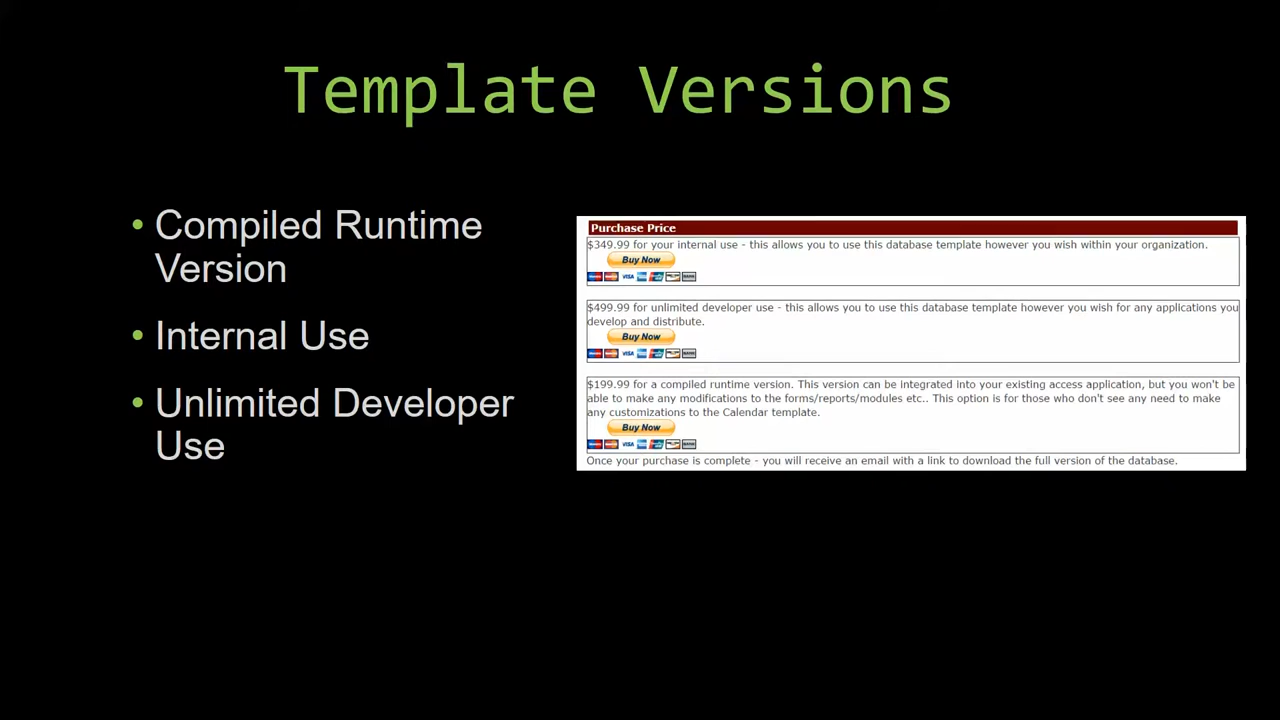 Template Versions
• Compiled Runtime
Version
• Internal Use
• Unlimited Developer
Use
Purchase Price
$349.99 for your internal use - this allows you to use this database template however you wish within your organization.
Buy Now
VISA
$499.99 for unlimited developer use - this allows you to use this database template however you wish for any applications you
develop and distribute.
Buy Now
VISA
$199.99 for a compiled runtime version. This version can be integrated into your existing access application, but you won't be
able to make any modifications to the forms/reports/modules etc.. This option is for those who don't see any need to make
any customizations to the Calendar template.
Buy Now
VISA
Once your purchase is complete - you will receive an email with a link to download the full version of the database.